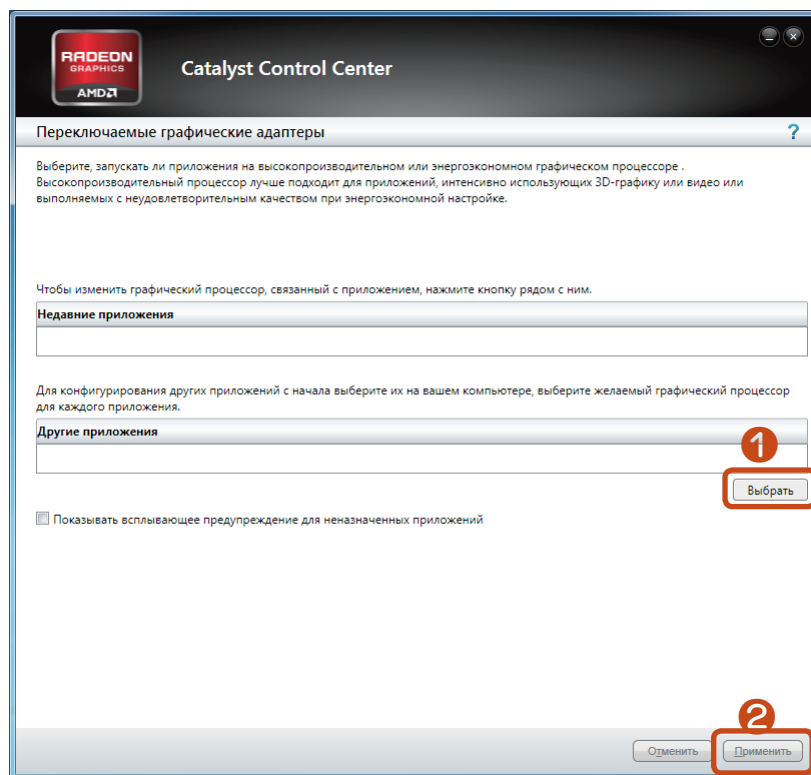 RADEON
GRAPHICS
AMD
Catalyst Control Center
Переключаемые графические адаптеры
?
Выберите, запускать ли приложения на высокопроизводительном или энергоэкономном графическом процессоре .
Высокопроизводительный процессор лучше подходит для приложений, интенсивно использующих 3D-графику или видео или
выполняемых с неудовлетворительным качеством при энергоэкономной настройке.
Чтобы изменить графический процессор, связанный с приложением, нажмите кнопку рядом с ним.
Недавние приложения
Для конфигурирования других приложений с начала выберите их на вашем компьютере, выберите желаемый графический процессор
для каждого приложения.
Другие приложения
1
Выбрать
Показывать всплывающее предупреждение для неназначенных приложений
2
Отменить
Применить